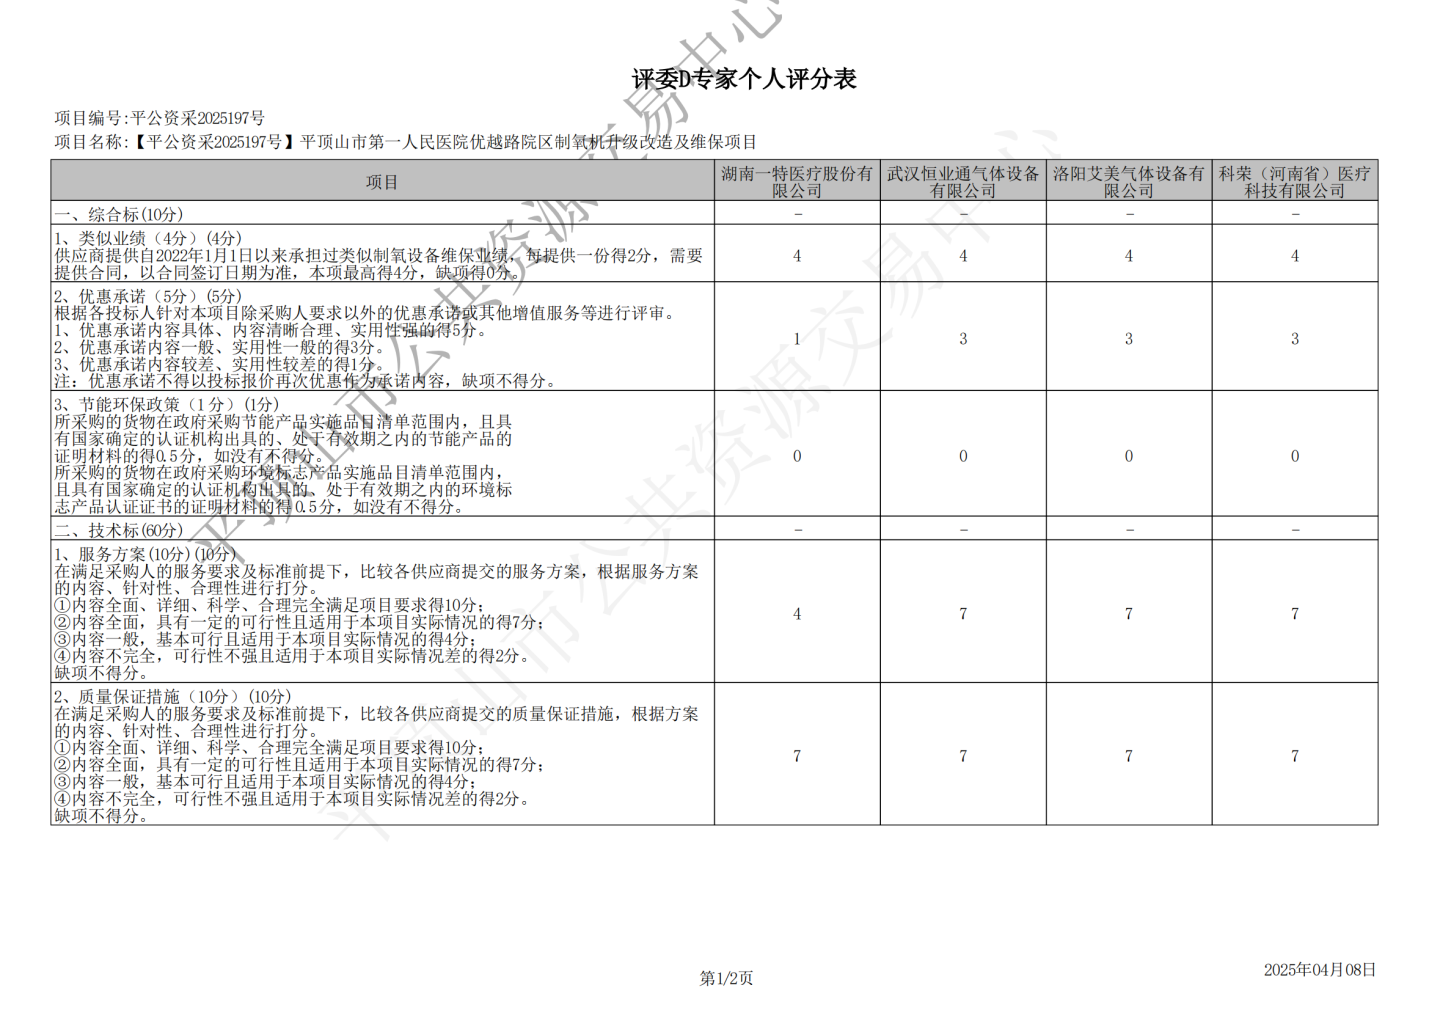 评委D专家个人评分表
项目编号:平公资采2025197号
项目名称:【平公资采2025197号】平顶山市第一人民医院优越路院区制氧机升级改造及维保项目
项目
湖南一特医疗股份有
限公司
武汉恒业通气体设备
有限公司
洛阳艾美气体设备有
限公司
科荣（河南省）医疗
科技有限公司
一、综合标(10分)
-
-
-
-
1、类似业绩（4分）(4分)
供应商提供自2022年1月1日以来承担过类似制氧设备维保业绩，每提供一份得2分，需要
提供合同，以合同签订日期为准，本项最高得4分，缺项得0分。
4
4
4
4
2、优惠承诺（5分）(5分)
根据各投标人针对本项目除采购人要求以外的优惠承诺或其他增值服务等进行评审。
1、优惠承诺内容具体、内容清晰合理、实用性强的得5分。
2、优惠承诺内容一般、实用性一般的得3分。
3、优惠承诺内容较差、实用性较差的得1分。
注：优惠承诺不得以投标报价再次优惠作为承诺内容，缺项不得分。
1
3
3
3
3、节能环保政策（1 分）(1分)
所采购的货物在政府采购节能产品实施品目清单范围内，且具
有国家确定的认证机构出具的、处于有效期之内的节能产品的
证明材料的得0.5分，如没有不得分。
所采购的货物在政府采购环境标志产品实施品目清单范围内，
且具有国家确定的认证机构出具的、处于有效期之内的环境标
志产品认证证书的证明材料的得 0.5分，如没有不得分。
0
0
0
0
二、技术标(60分)
-
-
-
-
1、服务方案(10分)(10分)
在满足采购人的服务要求及标准前提下，比较各供应商提交的服务方案，根据服务方案
的内容、针对性、合理性进行打分。
①内容全面、详细、科学、合理完全满足项目要求得10分；
②内容全面，具有一定的可行性且适用于本项目实际情况的得7分；
③内容一般，基本可行且适用于本项目实际情况的得4分；
④内容不完全，可行性不强且适用于本项目实际情况差的得2分。
缺项不得分。
4
7
7
7
2、质量保证措施（10分）(10分)
在满足采购人的服务要求及标准前提下，比较各供应商提交的质量保证措施，根据方案
的内容、针对性、合理性进行打分。
①内容全面、详细、科学、合理完全满足项目要求得10分；
②内容全面，具有一定的可行性且适用于本项目实际情况的得7分；
③内容一般，基本可行且适用于本项目实际情况的得4分；
④内容不完全，可行性不强且适用于本项目实际情况差的得2分。
缺项不得分。
7
7
7
7
平顶山市公共资源交易中心
平顶山市公共资源交易中心
第1/2页
2025年04月08日